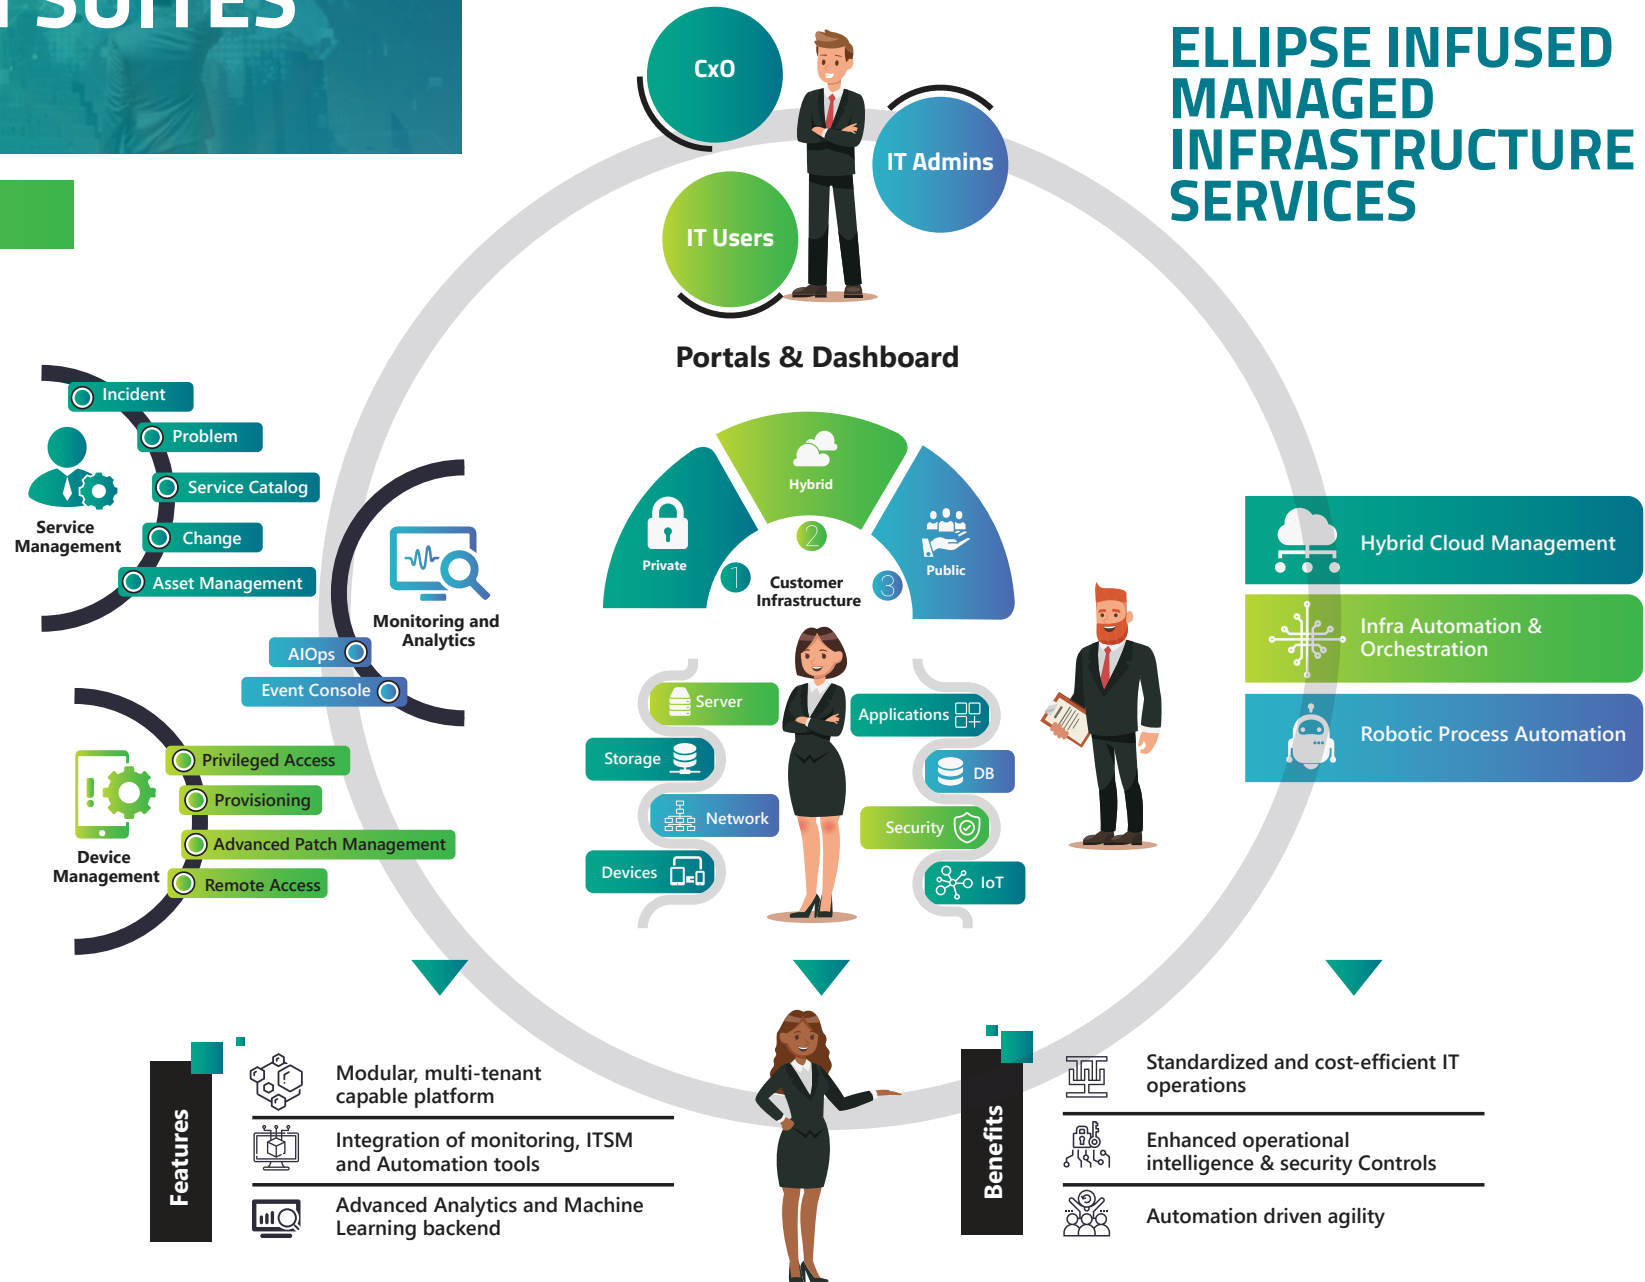 SUITES
ELLIPSE INFUSED
MANAGED
INFRASTRUCTURE
SERVICES
CxO
IT Admins
IT Users
Portals & Dashboard
Incident
Problem
Service Catalog
Change
Asset Management
Service
Management
Monitoring and
Analytics
AIOps
Event Console
Privileged Access
Provisioning
Advanced Patch Management
Remote Access
Device
Management
Private
Hybrid
Public
1
2
3
Customer
Infrastructure
Server
Storage
Network
Devices
Applications
DB
Security
IoT
Hybrid Cloud Management
Infra Automation &
Orchestration
Robotic Process Automation
Features
Modular, multi-tenant
capable platform
Integration of monitoring, ITSM
and Automation tools
Advanced Analytics and Machine
Learning backend
Benefits
Standardized and cost-efficient IT
operations
Enhanced operational
intelligence & security Controls
Automation driven agility